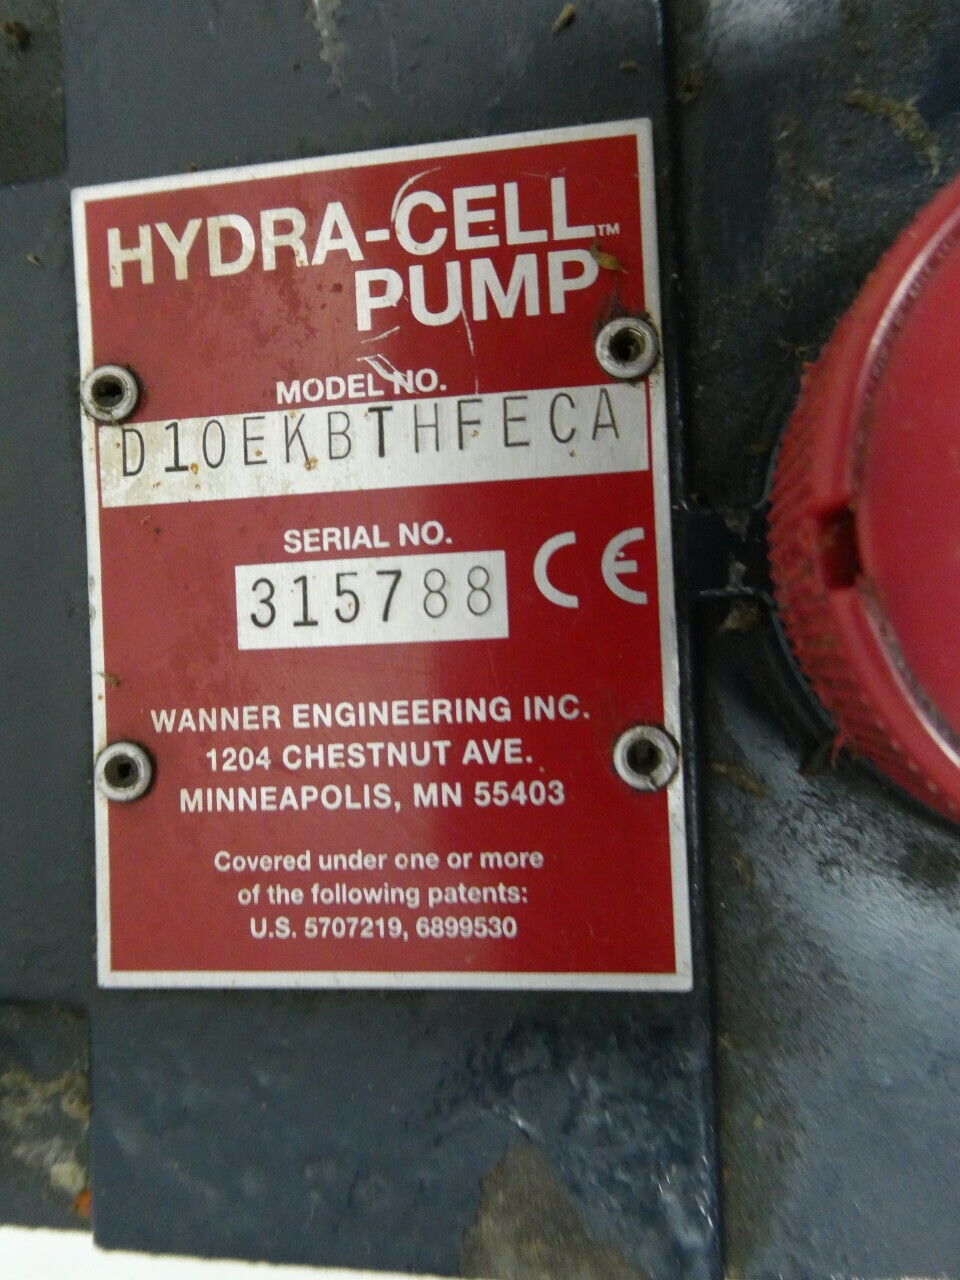 HYDRA-CELL™
PUMP
MODEL NO.
D10EKBTHFECA
SERIAL NO.
315788 CE
WANNER ENGINEERING INC.
1204 CHESTNUT AVE.
MINNEAPOLIS, MN 55403
Covered under one or more
of the following patents:
U.S. 5707219, 6899530